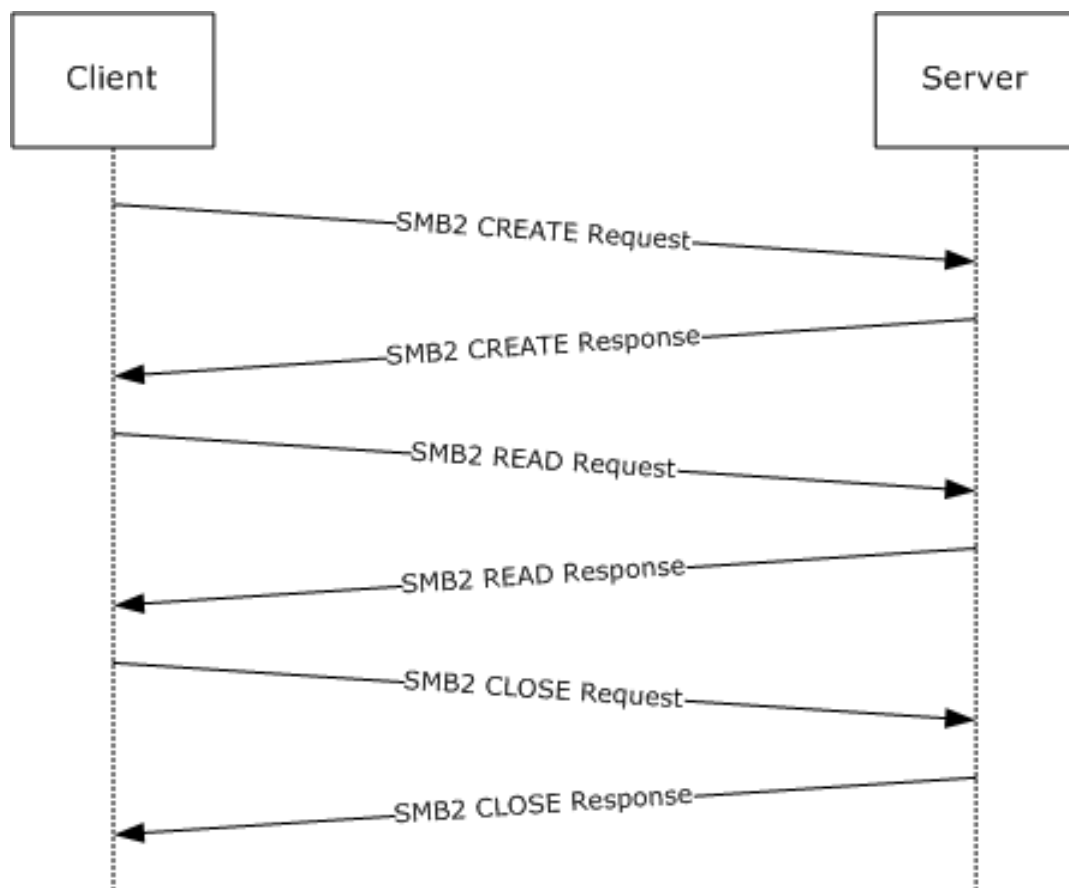 Client
Server
SMB2 CREATE Request
SMB2 CREATE Response
SMB2 READ Request
SMB2 READ Response
SMB2 CLOSE Request
SMB2 CLOSE Response